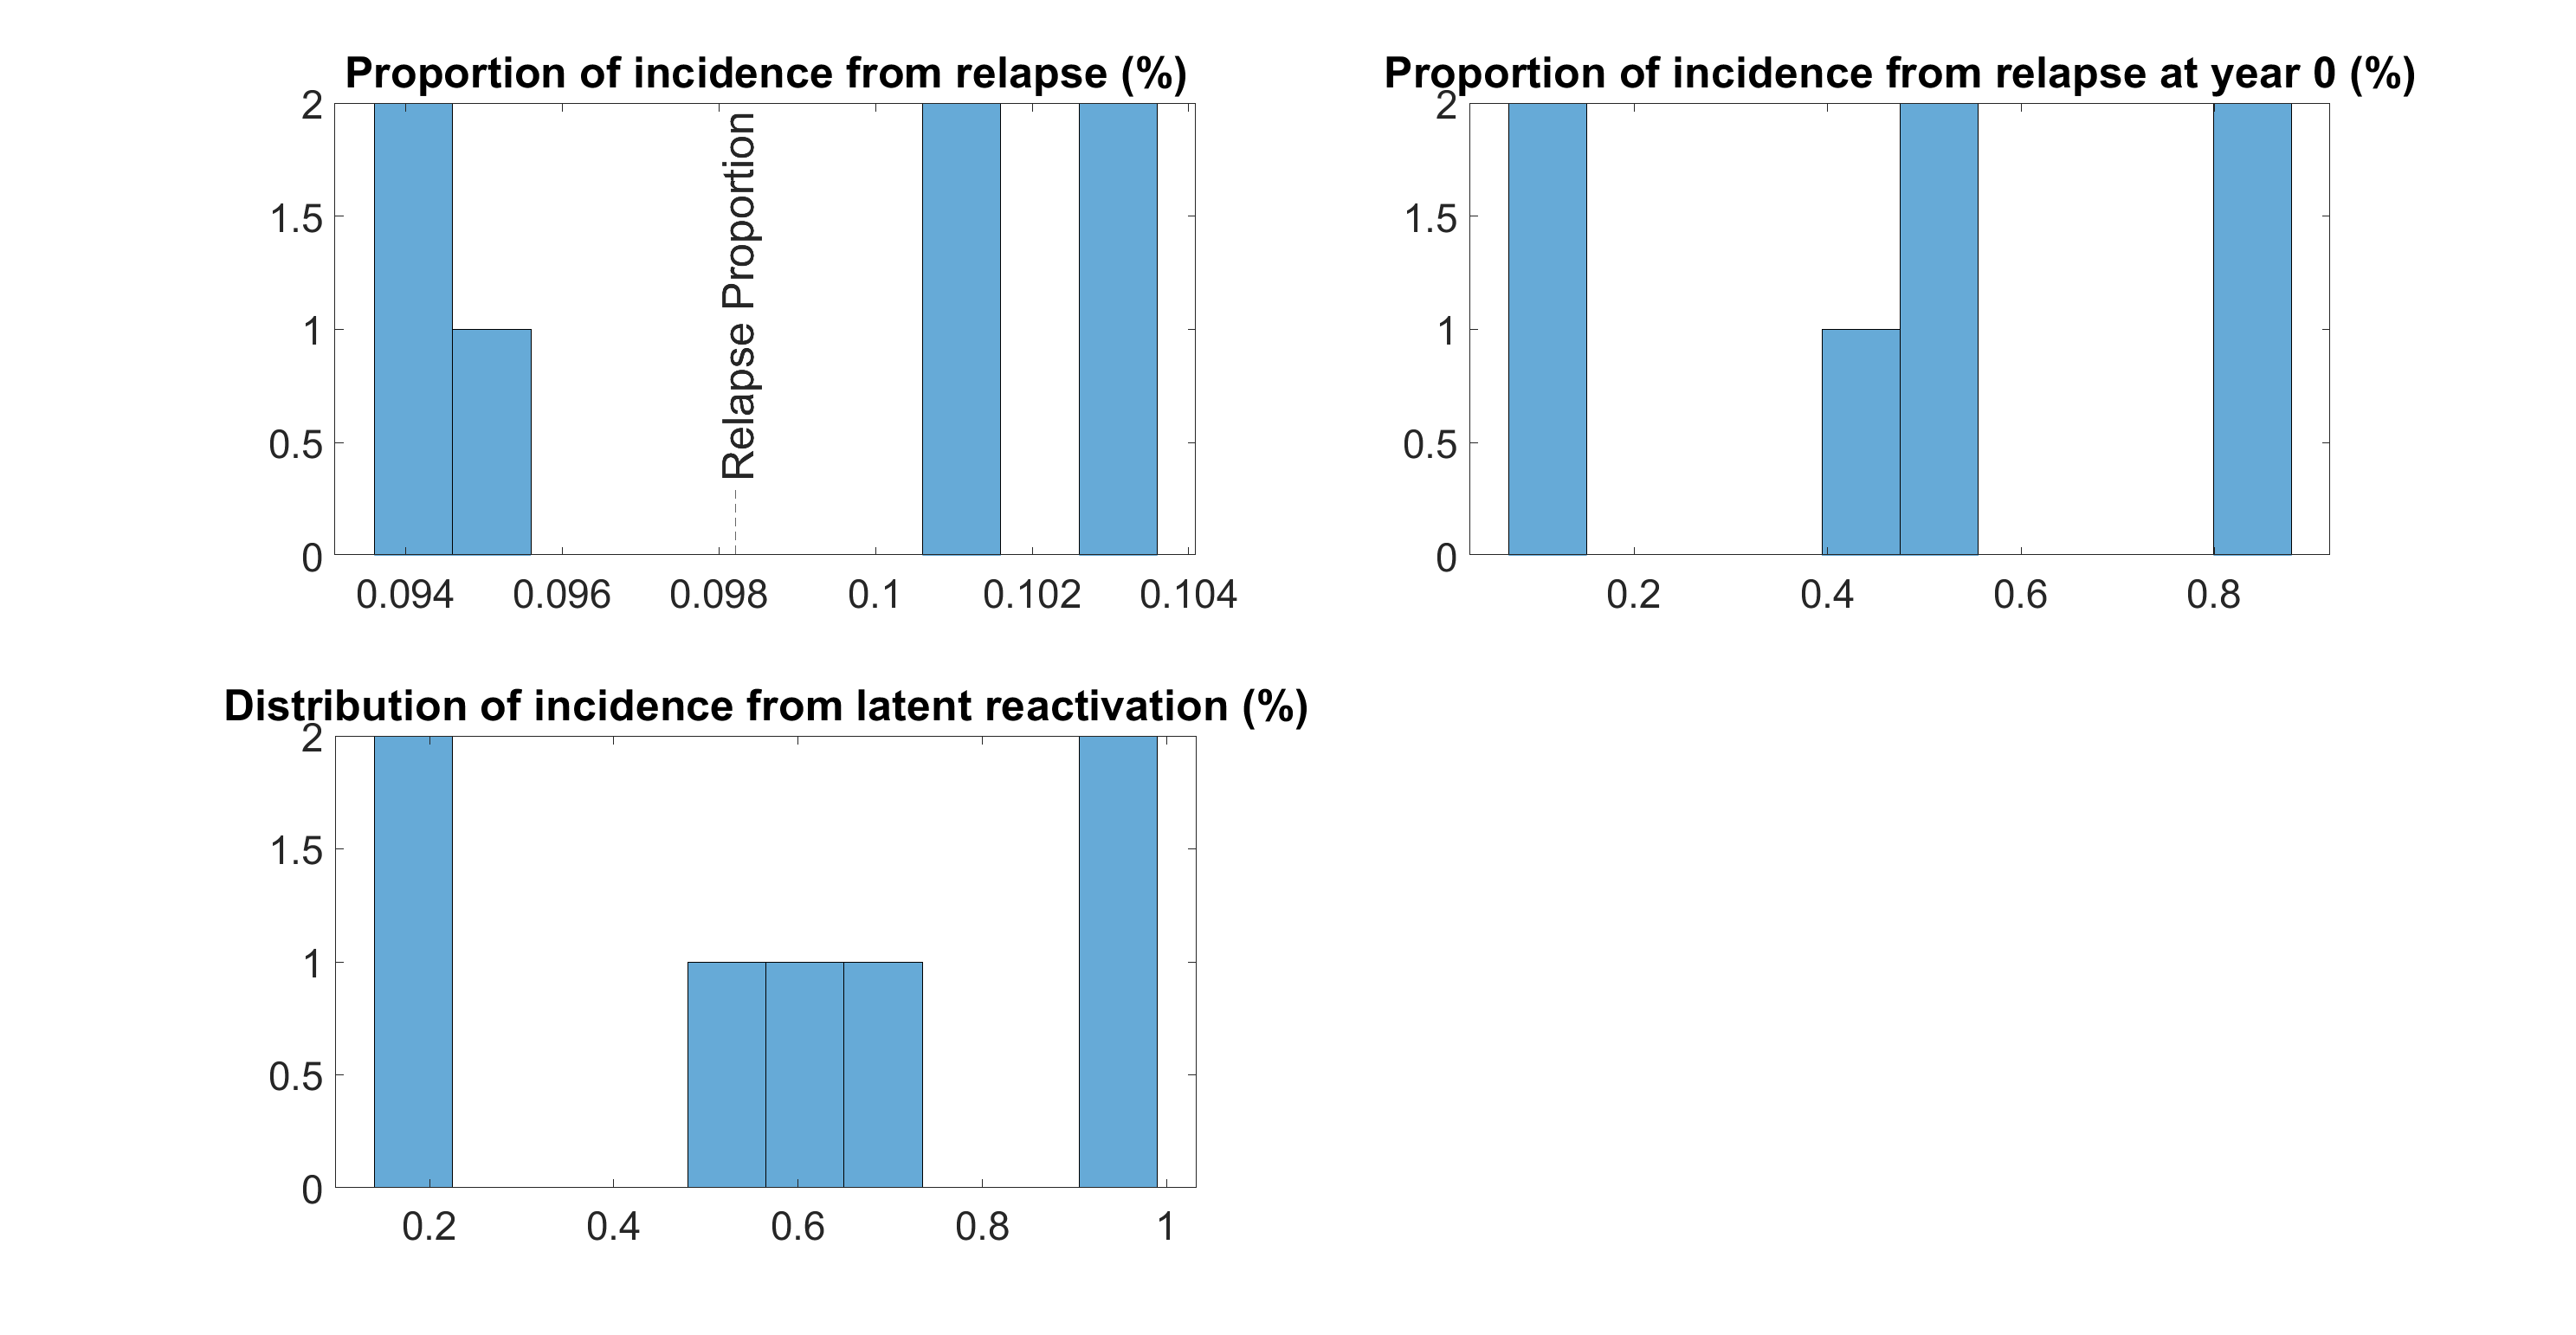 Proportion of incidence from relapse (%)
2
1.5
1
0.5
0
Relapse Proportion
0.094 0.096 0.098 0.1 0.102 0.104
Proportion of incidence from relapse at year 0 (%)
2
1.5
1
0.5
0
0.2 0.4 0.6 0.8
Distribution of incidence from latent reactivation (%)
2
1.5
1
0.5
0
0.2 0.4 0.6 0.8 1